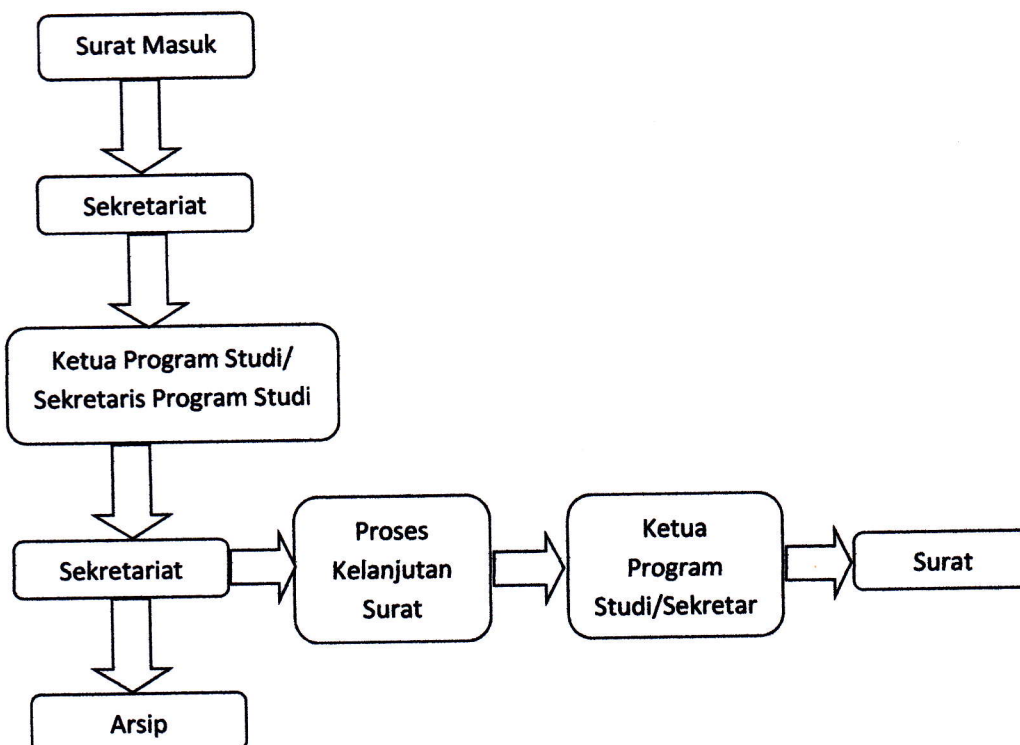 Surat Masuk
Sekretariat
Ketua Program Studi/
Sekretaris Program Studi
Sekretariat
Proses
Kelanjutan
Surat
Ketua
Program
Studi/Sekretar
Surat
Arsip